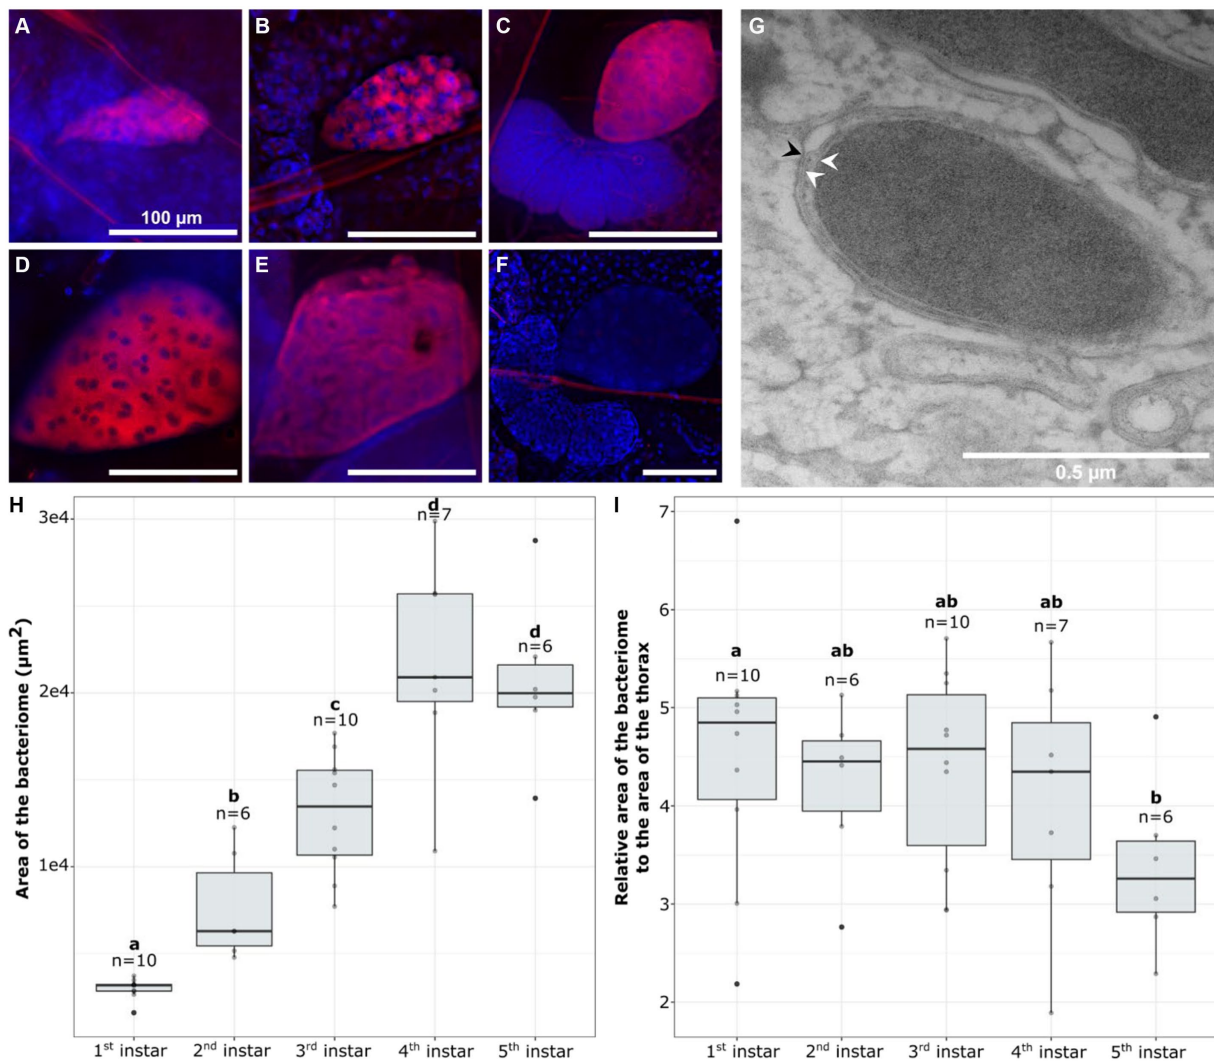 A
B
C
G
100 µm
D
E
F
0.5 µm
H
Area of the bacteriome (µm²)
3e4
2e4
1e4
a
n=10
b
n=6
c
n=10
d
n=7
d
n=6
1st instar
2nd instar
3rd instar
4th instar
5th instar
I
Relative area of the bacteriome
to the area of the thorax
7
6
5
4
3
2
a
n=10
ab
n=6
ab
n=10
ab
n=7
b
n=6
1st instar
2nd instar
3rd instar
4th instar
5th instar